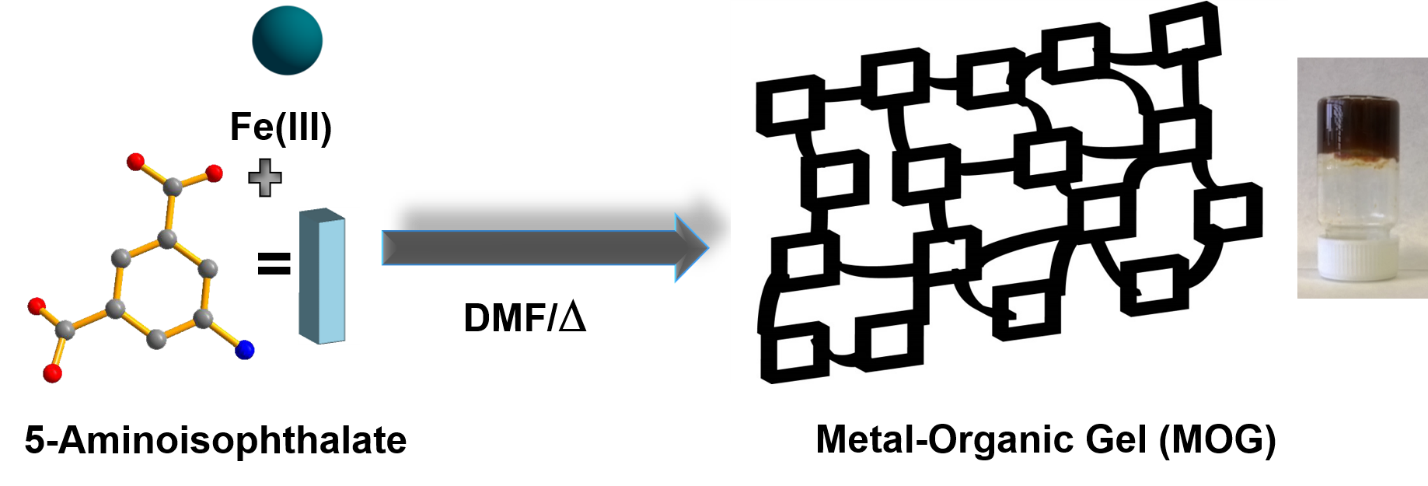 Fe(III)
+
=
DMF/Δ
5-Aminoisophthalate
Metal-Organic Gel (MOG)